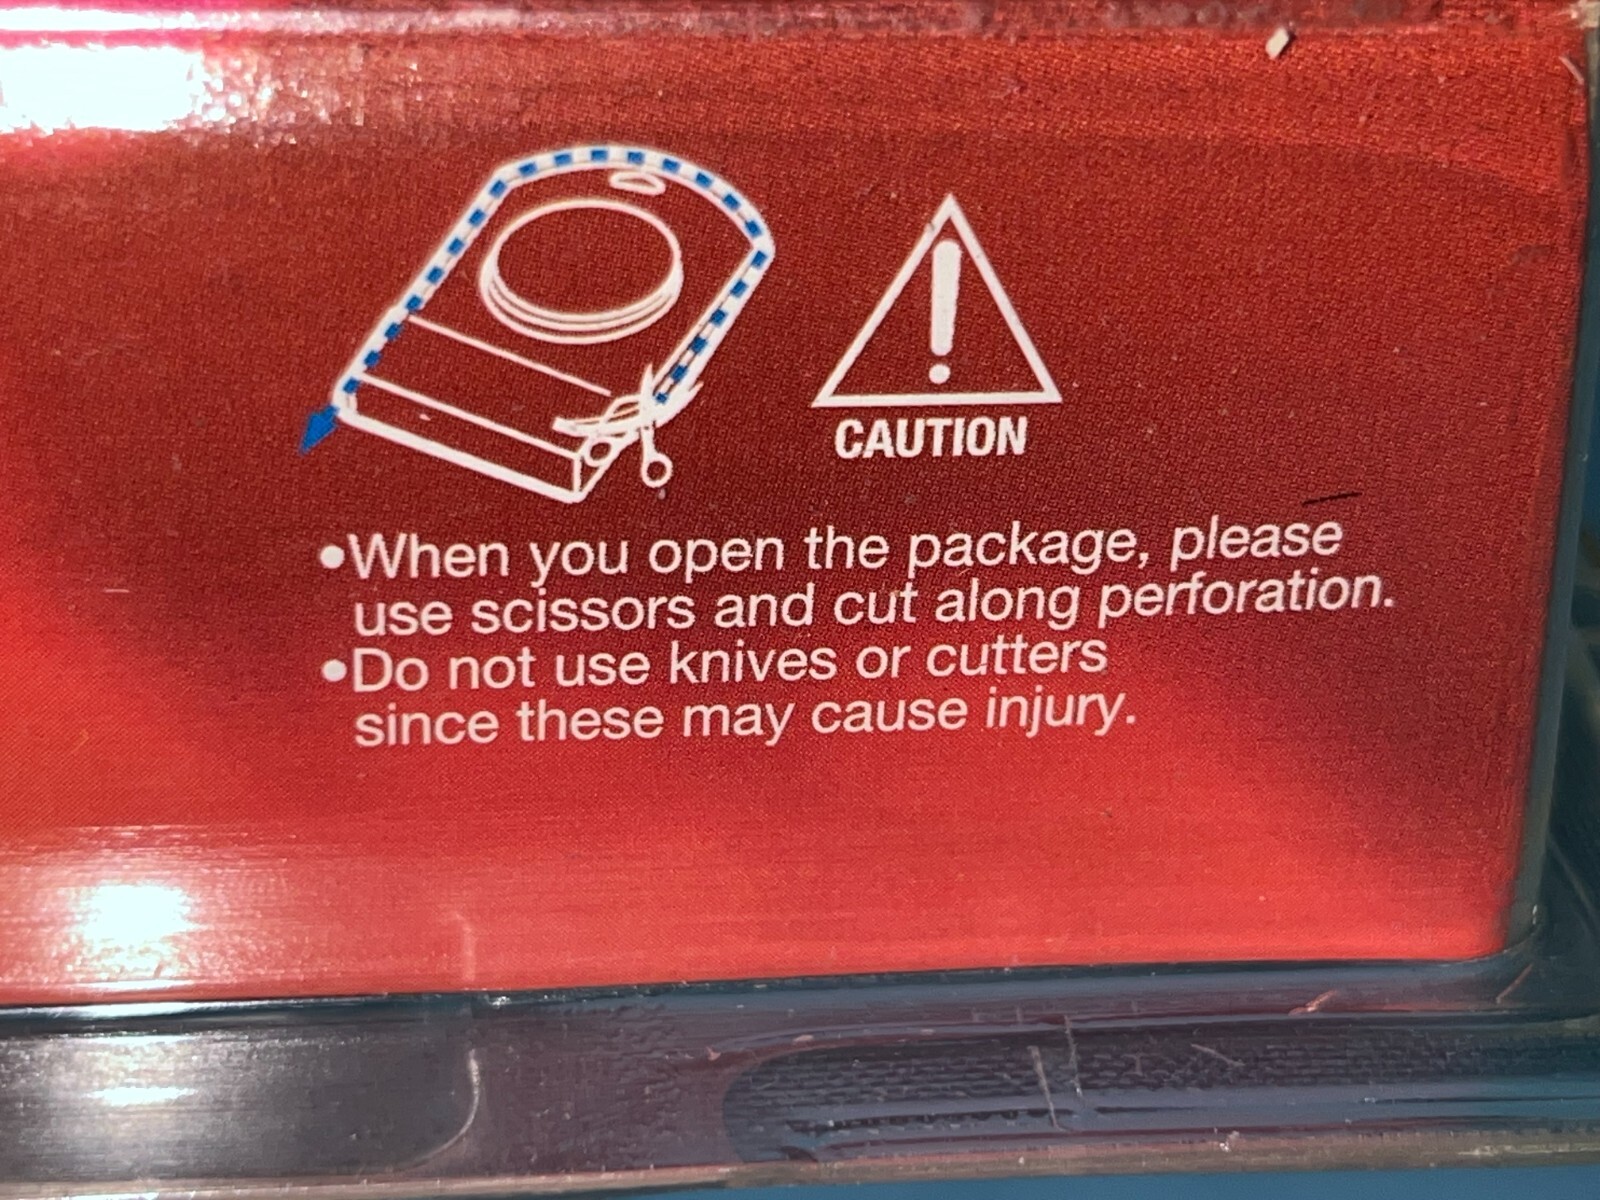 CAUTION
•When you open the package, please
use scissors and cut along perforation.
•Do not use knives or cutters
since these may cause injury.